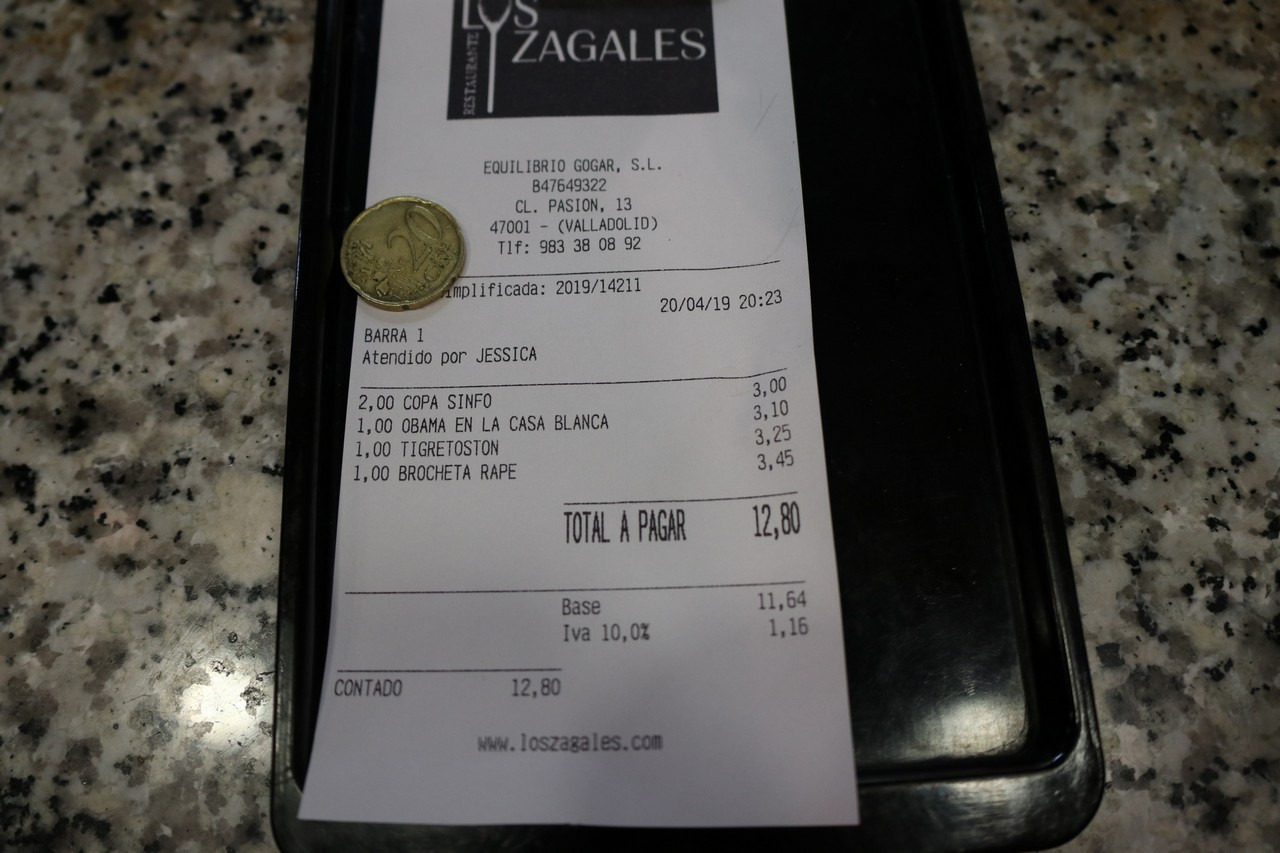 RESTAURANTE
LOS
ZAGALES
EQUILIBRIO GOGAR, S.L.
B47649322
CL. PASION, 13
47001 - (VALLADOLID)
Tlf: 983 38 08 92
implificada: 2019/14211
20/04/19 20:23
BARRA 1
Atendido por JESSICA
2,00 COPA SINFO 3,00
1,00 OBAMA EN LA CASA BLANCA 3,10
1,00 TIGRETOSTON 3,25
1,00 BROCHETA RAPE 3,45
TOTAL A PAGAR 12,80
Base 11,64
Iva 10,0% 1,16
CONTADO 12,80
www.loszagales.com
20